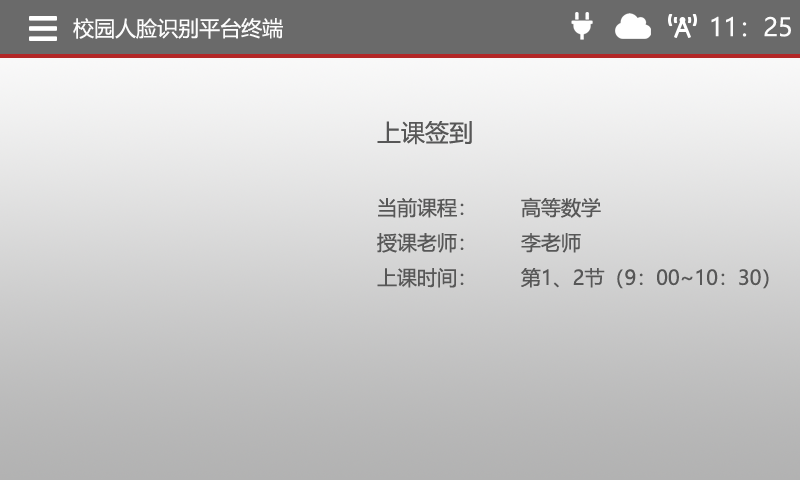 校园人脸识别平台终端 11：25
上课签到
当前课程： 高等数学
授课老师： 李老师
上课时间： 第1、2节（9：00~10：30）